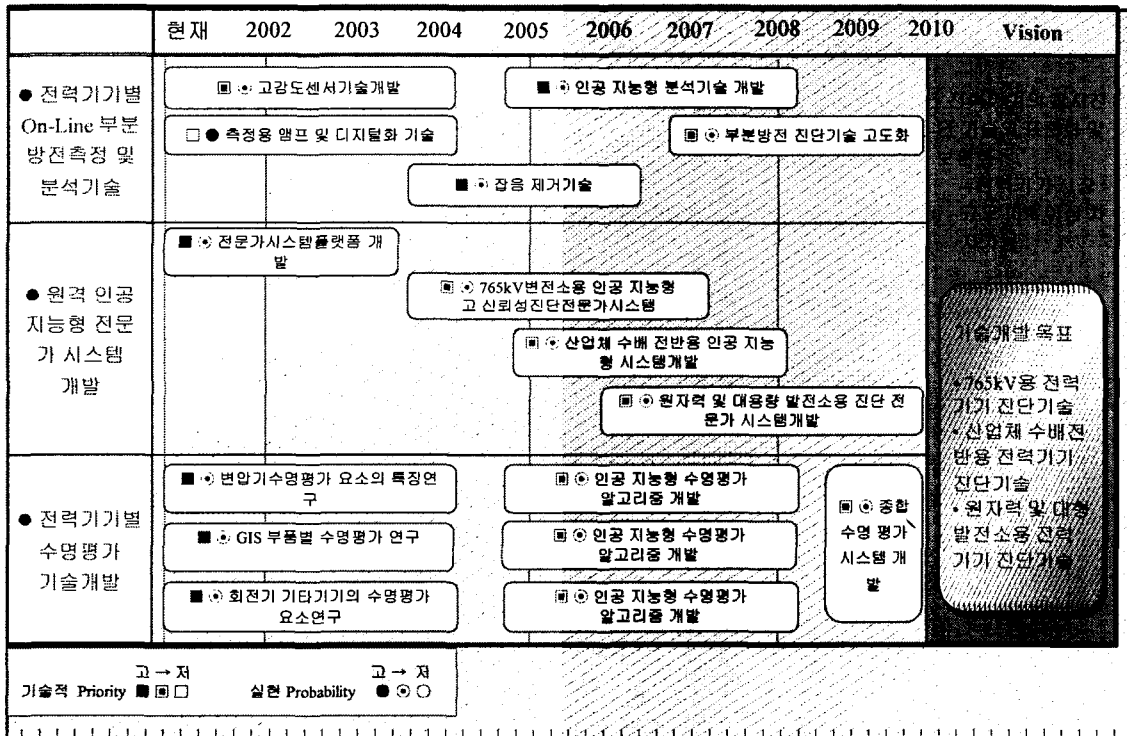 현재 2002 2003 2004 2005 2006 2007 2008 2009 2010 Vision
● 전력기기별
On-Line 부분
방전측정 및
분석기술
▣ ⦿ 고감도센서기술개발
■ ⦿ 인공 지능형 분석기술 개발
□ ● 측정용 앰프 및 디지털화 기술
▣ ⦿ 부분방전 진단기술 고도화
■ ⦿ 잡음 제거기술
● 원격 인공
지능형 전문
가 시스템
개발
■ ⦿ 전문가시스템플랫폼 개
발
▣ ⦿ 765kV변전소용 인공 지능형
고 신뢰성진단전문가시스템
▣ ⦿ 산업체 수배 전반용 인공 지능
형 시스템개발
▣ ⦿ 원자력 및 대용량 발전소용 진단 전
문가 시스템개발
● 전력기기별
수명평가
기술개발
■ ⦿ 변압기수명평가 요소의 특징연
구
▣ ⦿ 인공 지능형 수명평가
알고리즘 개발
■ ⦿ GIS 부품별 수명평가 연구
▣ ⦿ 인공 지능형 수명평가
알고리즘 개발
■ ⦿ 회전기 기타기기의 수명평가
요소연구
▣ ⦿ 인공 지능형 수명평가
알고리즘 개발
▣ ⦿ 종합
수명 평가
시스템 개
발
기술개발 목표
• 765kV용 전력
기기 진단기술
• 산업체 수배전
반용 전력기기
진단기술
• 원자력 및 대형
발전소용 전력
기기 진단기술
고 → 저 고 → 저
기술적 Priority ■ ▣ □ 실현 Probability ● ⦿ ○